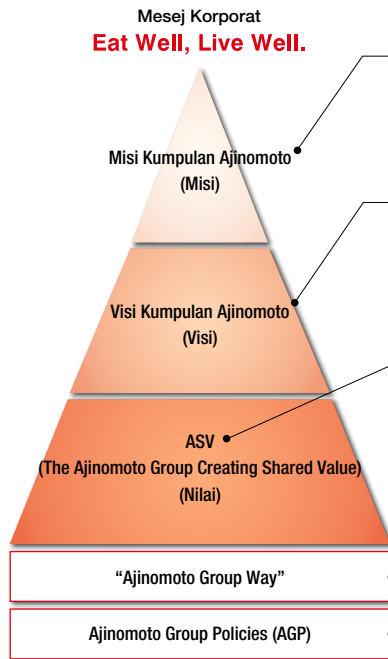 Mesej Korporat
Eat Well, Live Well.
Misi Kumpulan Ajinomoto
(Misi)
Visi Kumpulan Ajinomoto
(Visi)
ASV
(The Ajinomoto Group Creating Shared Value)
(Nilai)
“Ajinomoto Group Way”
Ajinomoto Group Policies (AGP)